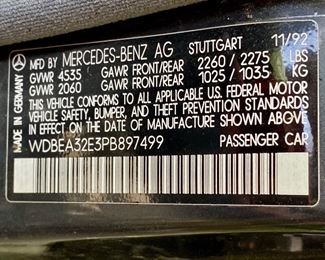 MFD BY MERCEDES-BENZ AG STUTTGART 11/92
GWVR 4535 GAWR FRONT/REAR 2260 / 2275 LBS
GWVR 2060 GAWR FRONT/REAR 1025 / 1035 KG
THIS VEHICLE CONFORMS TO ALL APPLICABLE U.S. FEDERAL MOTOR
VEHICLE SAFETY, BUMPER, AND THEFT PREVENTION STANDARDS
IN EFFECT ON THE DATE OF MANUFACTURE SHOWN ABOVE.
WDBEA32E3PB897499 PASSENGER CAR
MADE IN GERMANY